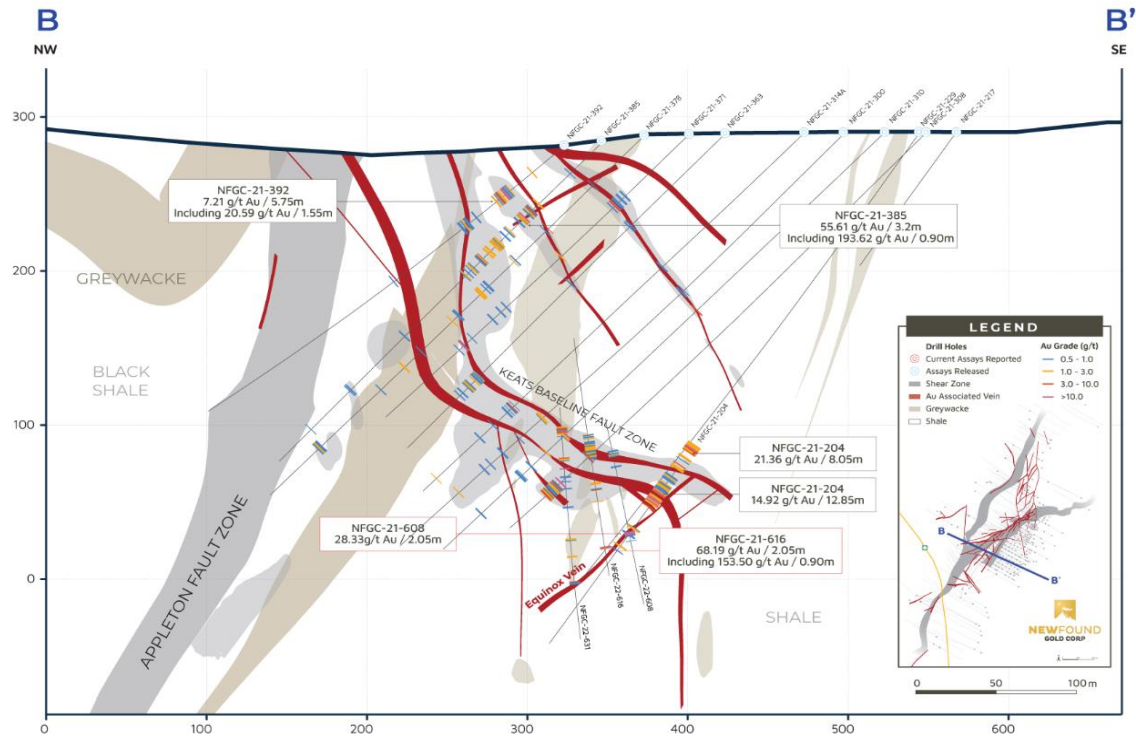 B
NW
B'
SE
300
200
100
0
0
100
200
300
400
500
600
NFGC-21-392
NFGC-21-385
NFGC-21-378
NFGC-21-371
NFGC-21-363
NFGC-21-314A
NFGC-21-300
NFGC-21-310
NFGC-21-229
NFGC-21-308
NFGC-21-217
NFGC-21-392
7.21 g/t Au / 5.75m
Including 20.59 g/t Au / 1.55m
NFGC-21-385
55.61 g/t Au / 3.2m
Including 193.62 g/t Au / 0.90m
GREYWACKE
BLACK
SHALE
APPLETON FAULT ZONE
KEATS BASELINE FAULT ZONE
NFGC-21-204
NFGC-21-204
21.36 g/t Au / 8.05m
NFGC-21-204
14.92 g/t Au / 12.85m
NFGC-21-608
28.33g/t Au / 2.05m
NFGC-21-616
68.19 g/t Au / 2.05m
Including 153.50 g/t Au / 0.90m
Equinox Vein
NFGC-22-631
NFGC-22-616
NFGC-22-608
SHALE
LEGEND
Drill Holes
Current Assays Reported
Assays Released
Shear Zone
Au Associated Vein
Greywacke
Shale
Au Grade (g/t)
0.5 - 1.0
1.0 - 3.0
3.0 - 10.0
>10.0
B
B'
NEWFOUND
GOLD CORP
0
50
100 m